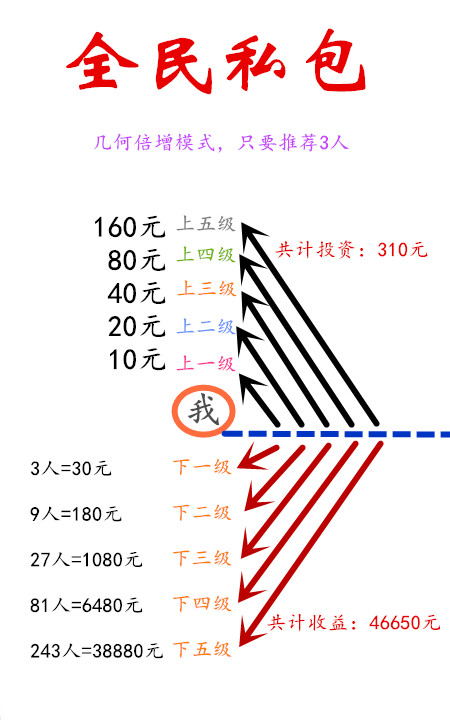 全民私包
几何倍增模式，只要推荐3人
160元 上五级
共计投资：310元
80元 上四级
40元 上三级
20元 上二级
10元 上一级
我
3人=30元 下一级
9人=180元 下二级
27人=1080元 下三级
81人=6480元 下四级
共计收益：46650元
243人=38880元 下五级